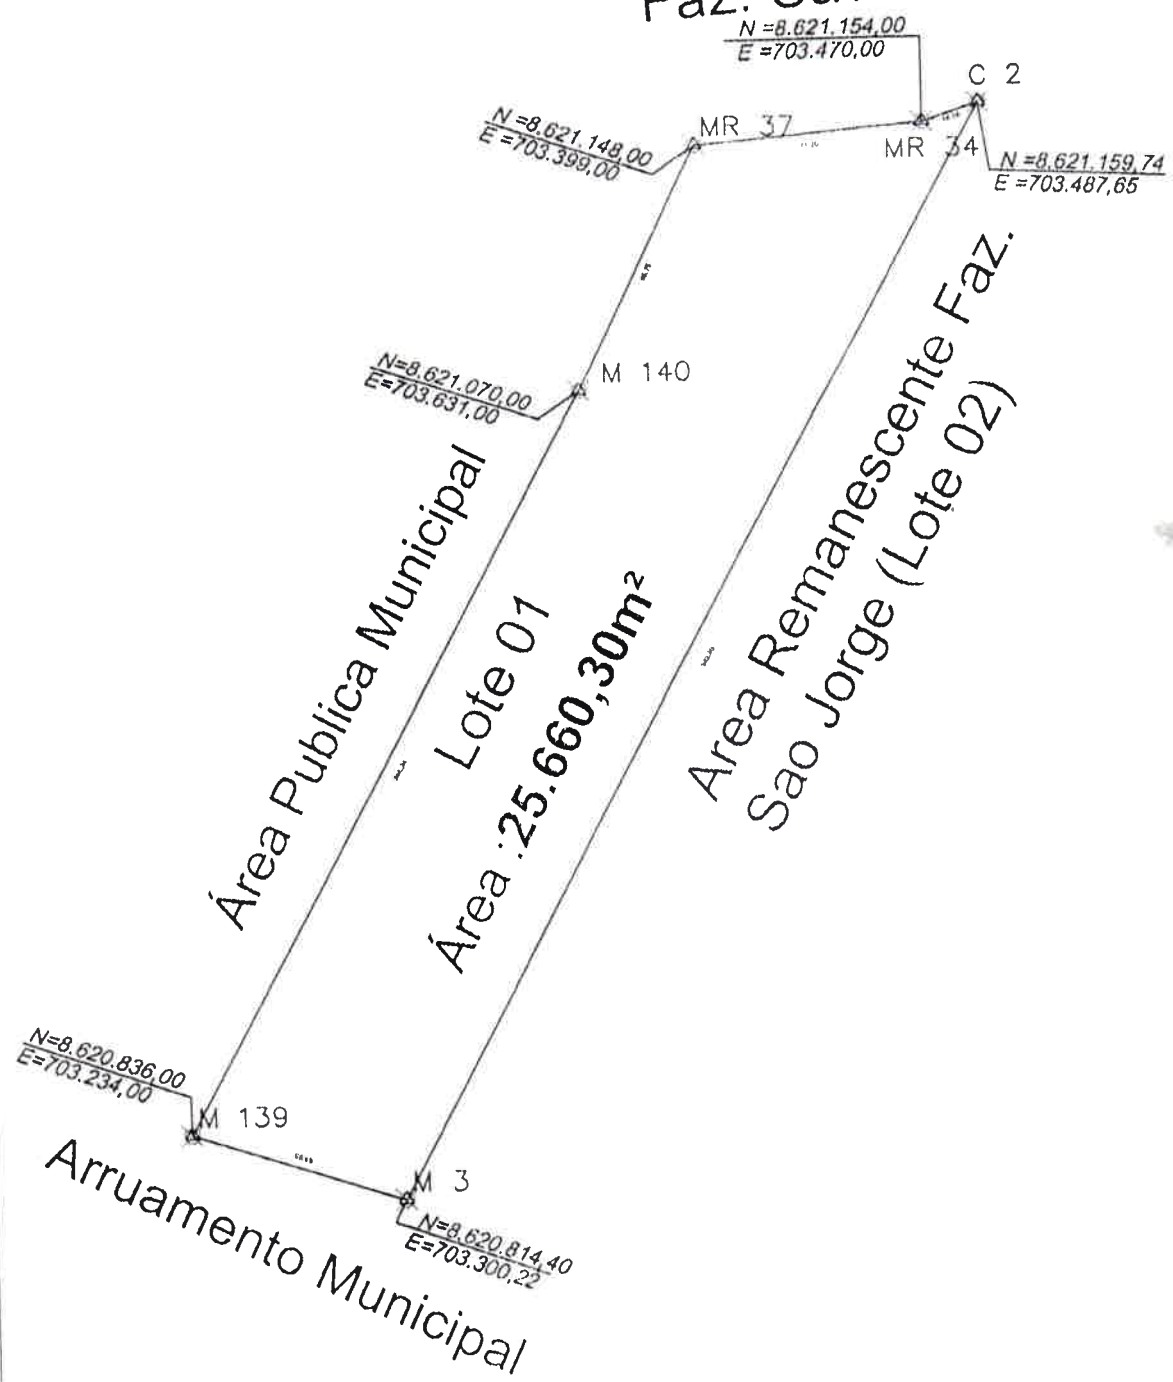 Faz.
N =8.621.154,00
E =703.470,00
C 2
N =8.621.148,00
E =703.399,00
MR 37
MR 34
N =8.621.159,74
E =703.487,65
N=8.621.070,00
E=703.631,00
M 140
Área Publica Municipal
Lote 01
Área :25.660,30m²
Area Remanescente Faz.
Sao Jorge (Lote 02)
N=8.620.836,00
E=703.234,00
M 139
M 3
N=8.620.814,40
E=703.300,22
Arruamento Municipal